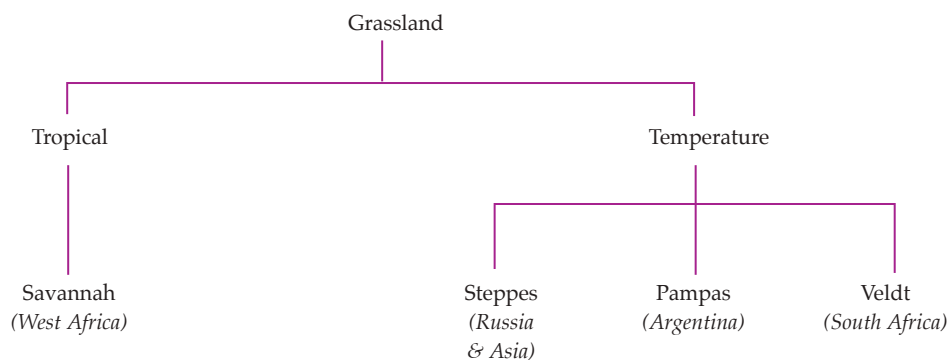 Grassland
Tropical
Temperature
Savannah
(West Africa)
Steppes
(Russia
& Asia)
Pampas
(Argentina)
Veldt
(South Africa)